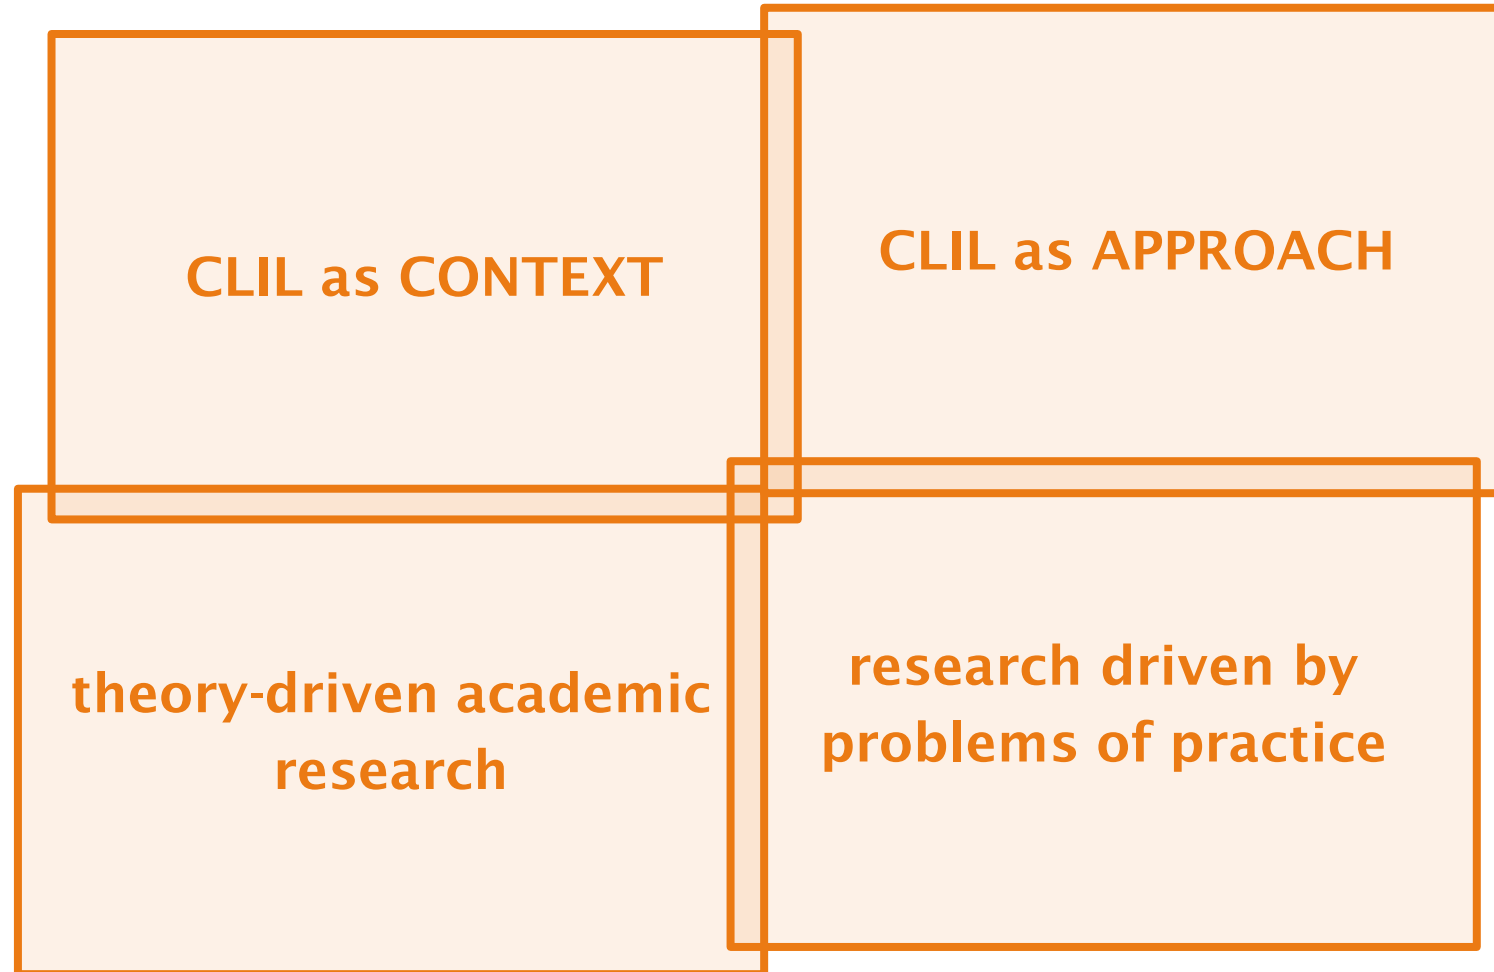 CLIL as CONTEXT
CLIL as APPROACH
theory-driven academic
research
research driven by
problems of practice